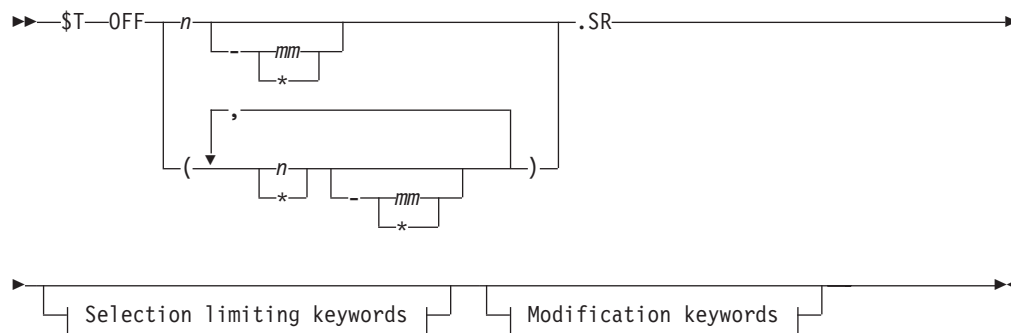 $T OFF n .SR
- mm
*
,
( n )
* - mm
*
Selection limiting keywords Modification keywords